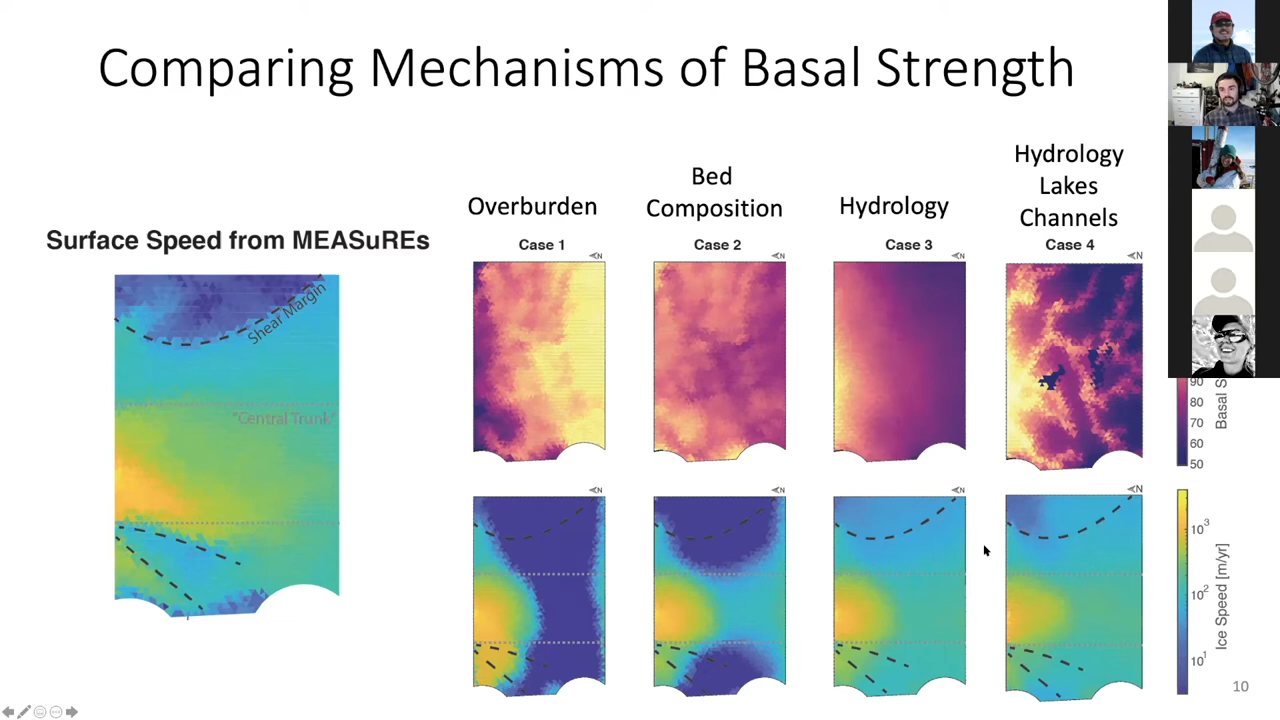 Comparing Mechanisms of Basal Strength
Surface Speed from MEASuREs
Shear Margin
"Central Trunk"
Overburden
Bed
Composition
Hydrology
Hydrology
Lakes
Channels
Case 1
Case 2
Case 3
Case 4
N
N
N
N
90
80
70
60
50
Basal S
N
N
N
N
10³
10²
10¹
Ice Speed [m/yr]
10